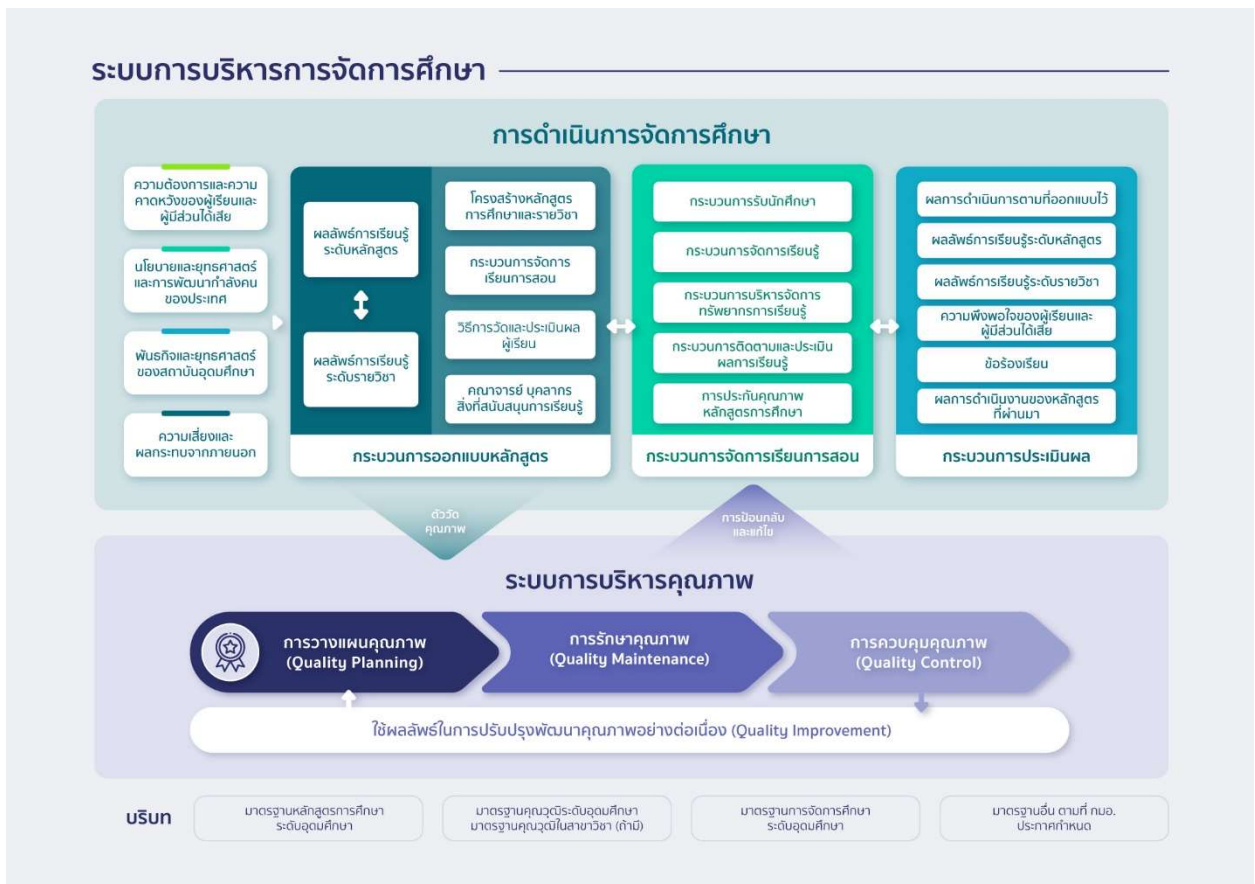 ระบบการบริหารการจัดการศึกษา
การดำเนินการจัดการศึกษา
ความต้องการและความ
คาดหวังของผู้เรียนและ
ผู้มีส่วนได้เสีย
นโยบายและยุทธศาสตร์
และการพัฒนากำลังคน
ของประเทศ
พันธกิจและยุทธศาสตร์
ของสถาบันอุดมศึกษา
ความเสี่ยงและ
ผลกระทบจากภายนอก
ผลลัพธ์การเรียนรู้
ระดับหลักสูตร
ผลลัพธ์การเรียนรู้
ระดับรายวิชา
โครงสร้างหลักสูตร
การศึกษาและรายวิชา
กระบวนการจัดการ
เรียนการสอน
วิธีการวัดและประเมินผล
ผู้เรียน
คณาจารย์ บุคลากร
สิ่งที่สนับสนุนการเรียนรู้
กระบวนการออกแบบหลักสูตร
กระบวนการรับนักศึกษา
กระบวนการจัดการเรียนรู้
กระบวนการบริหารจัดการ
ทรัพยากรการเรียนรู้
กระบวนการติดตามและประเมิน
ผลการเรียนรู้
การประกันคุณภาพ
หลักสูตรการศึกษา
กระบวนการจัดการเรียนการสอน
ผลการดำเนินการตามที่ออกแบบไว้
ผลลัพธ์การเรียนรู้ระดับหลักสูตร
ผลลัพธ์การเรียนรู้ระดับรายวิชา
ความพึงพอใจของผู้เรียนและ
ผู้มีส่วนได้เสีย
ข้อร้องเรียน
ผลการดำเนินงานของหลักสูตร
ที่ผ่านมา
กระบวนการประเมินผล
ตัววัด
คุณภาพ
การป้อนกลับ
และแก้ไข
ระบบการบริหารคุณภาพ
การวางแผนคุณภาพ
(Quality Planning)
การรักษาคุณภาพ
(Quality Maintenance)
การควบคุมคุณภาพ
(Quality Control)
ใช้ผลลัพธ์ในการปรับปรุงพัฒนาคุณภาพอย่างต่อเนื่อง (Quality Improvement)
บริบท
มาตรฐานหลักสูตรการศึกษา
ระดับอุดมศึกษา
มาตรฐานคุณวุฒิระดับอุดมศึกษา
มาตรฐานคุณวุฒิในสาขาวิชา (ถ้ามี)
มาตรฐานการจัดการศึกษา
ระดับอุดมศึกษา
มาตรฐานอื่น ตามที่ กมอ.
ประกาศกำหนด